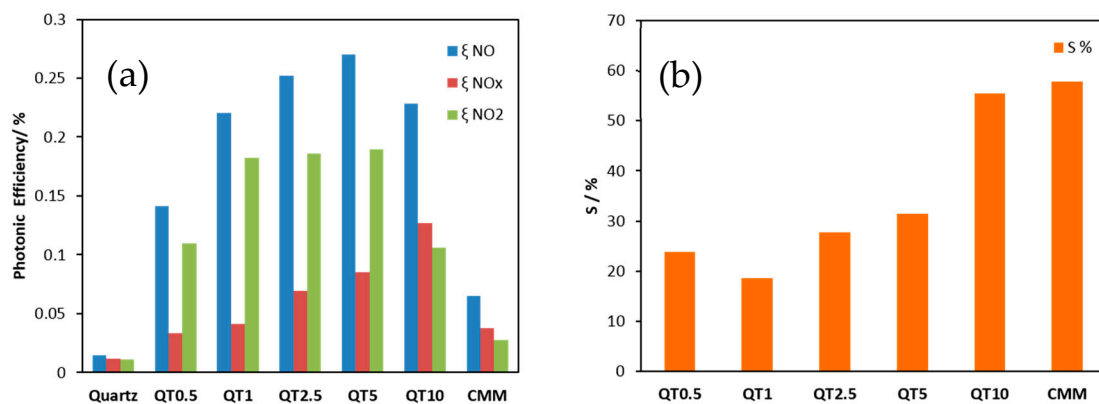 (a)
Photonic Efficiency/ %
0.3
0.25
0.2
0.15
0.1
0.05
0
ξ NO
ξ NOx
ξ NO2
Quartz QT0.5 QT1 QT2.5 QT5 QT10 CMM
(b)
S / %
70
60
50
40
30
20
10
0
S %
QT0.5 QT1 QT2.5 QT5 QT10 CMM